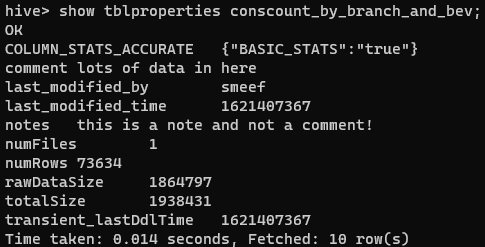 hive> show tblproperties conscount_by_branch_and_bev;
OK
COLUMN_STATS_ACCURATE   {"BASIC_STATS":"true"}
comment lots of data in here
last_modified_by        smeef
last_modified_time      1621407367
notes   this is a note and not a comment!
numFiles        1
numRows 73634
rawDataSize     1864797
totalSize       1938431
transient_lastDdlTime   1621407367
Time taken: 0.014 seconds, Fetched: 10 row(s)